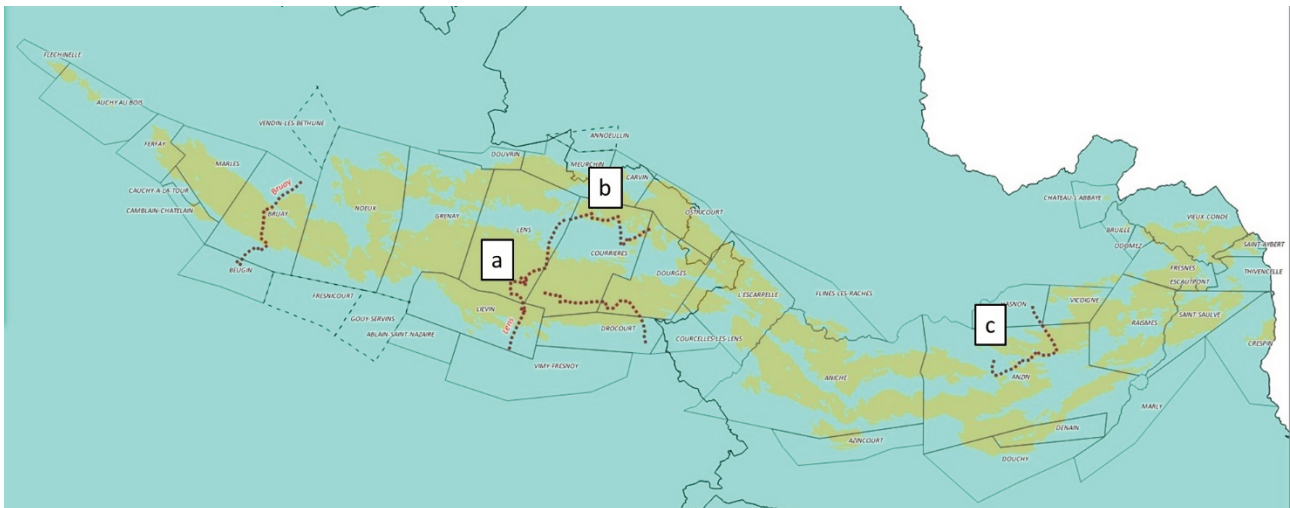 FLECHINELLE
AUCHY AU BOIS
VENDIN-LES-BETHUNE
ANNOEULLIN
FERFAY
MARLES
DOUVRIN
MEURCHIN
CARVIN
b
CAUCHY-A-LA-TOUR
CAMBLAIN-CHATELAIN
Bruay
BRUAY
NOEUX
GRENAY
LENS
OSTRICOURT
CHATEAU L'ABBAYE
VIEUX-CONDE
BRUILLE
ODOMEZ
SAINT-AYBERT
a
COURRIERES
BEUGIN
DOURGES
FRESNES
THIVENCELLE
ESCAUTPONT
FRESNICOURT
L'ESCARPELLE
FLINES-LES-RACHES
c
HASNON
VICOIGNE
LIEVIN
Lens
GOUY-SERVINS
RAISMES
SAINT-SAULVE
ABLAIN-SAINT-NAZAIRE
DROCOURT
COURCELLES-LES-LENS
CRESPIN
VIMY-FRESNOY
ANICHE
ANZIN
MARLY
DENAIN
AZINCOURT
DOUCHY